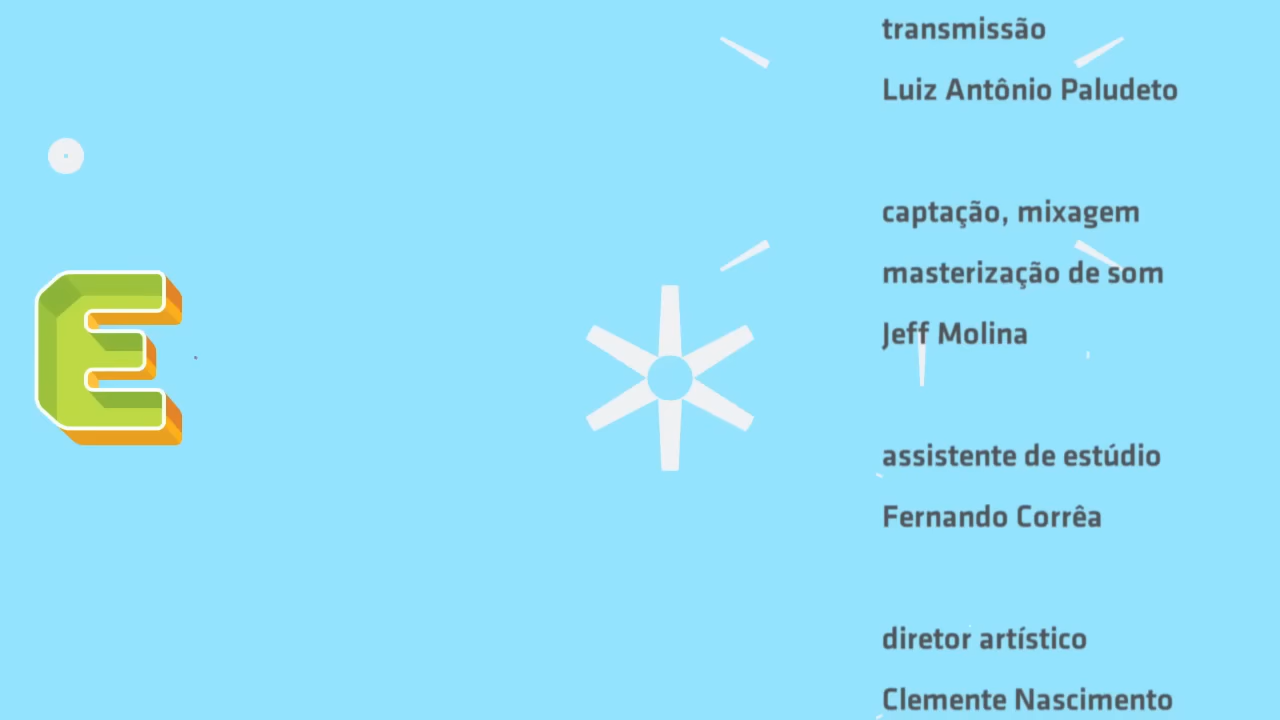 E
transmissão
Luiz Antônio Paludeto
captação, mixagem
masterização de som
Jeff Molina
assistente de estúdio
Fernando Corrêa
diretor artístico
Clemente Nascimento